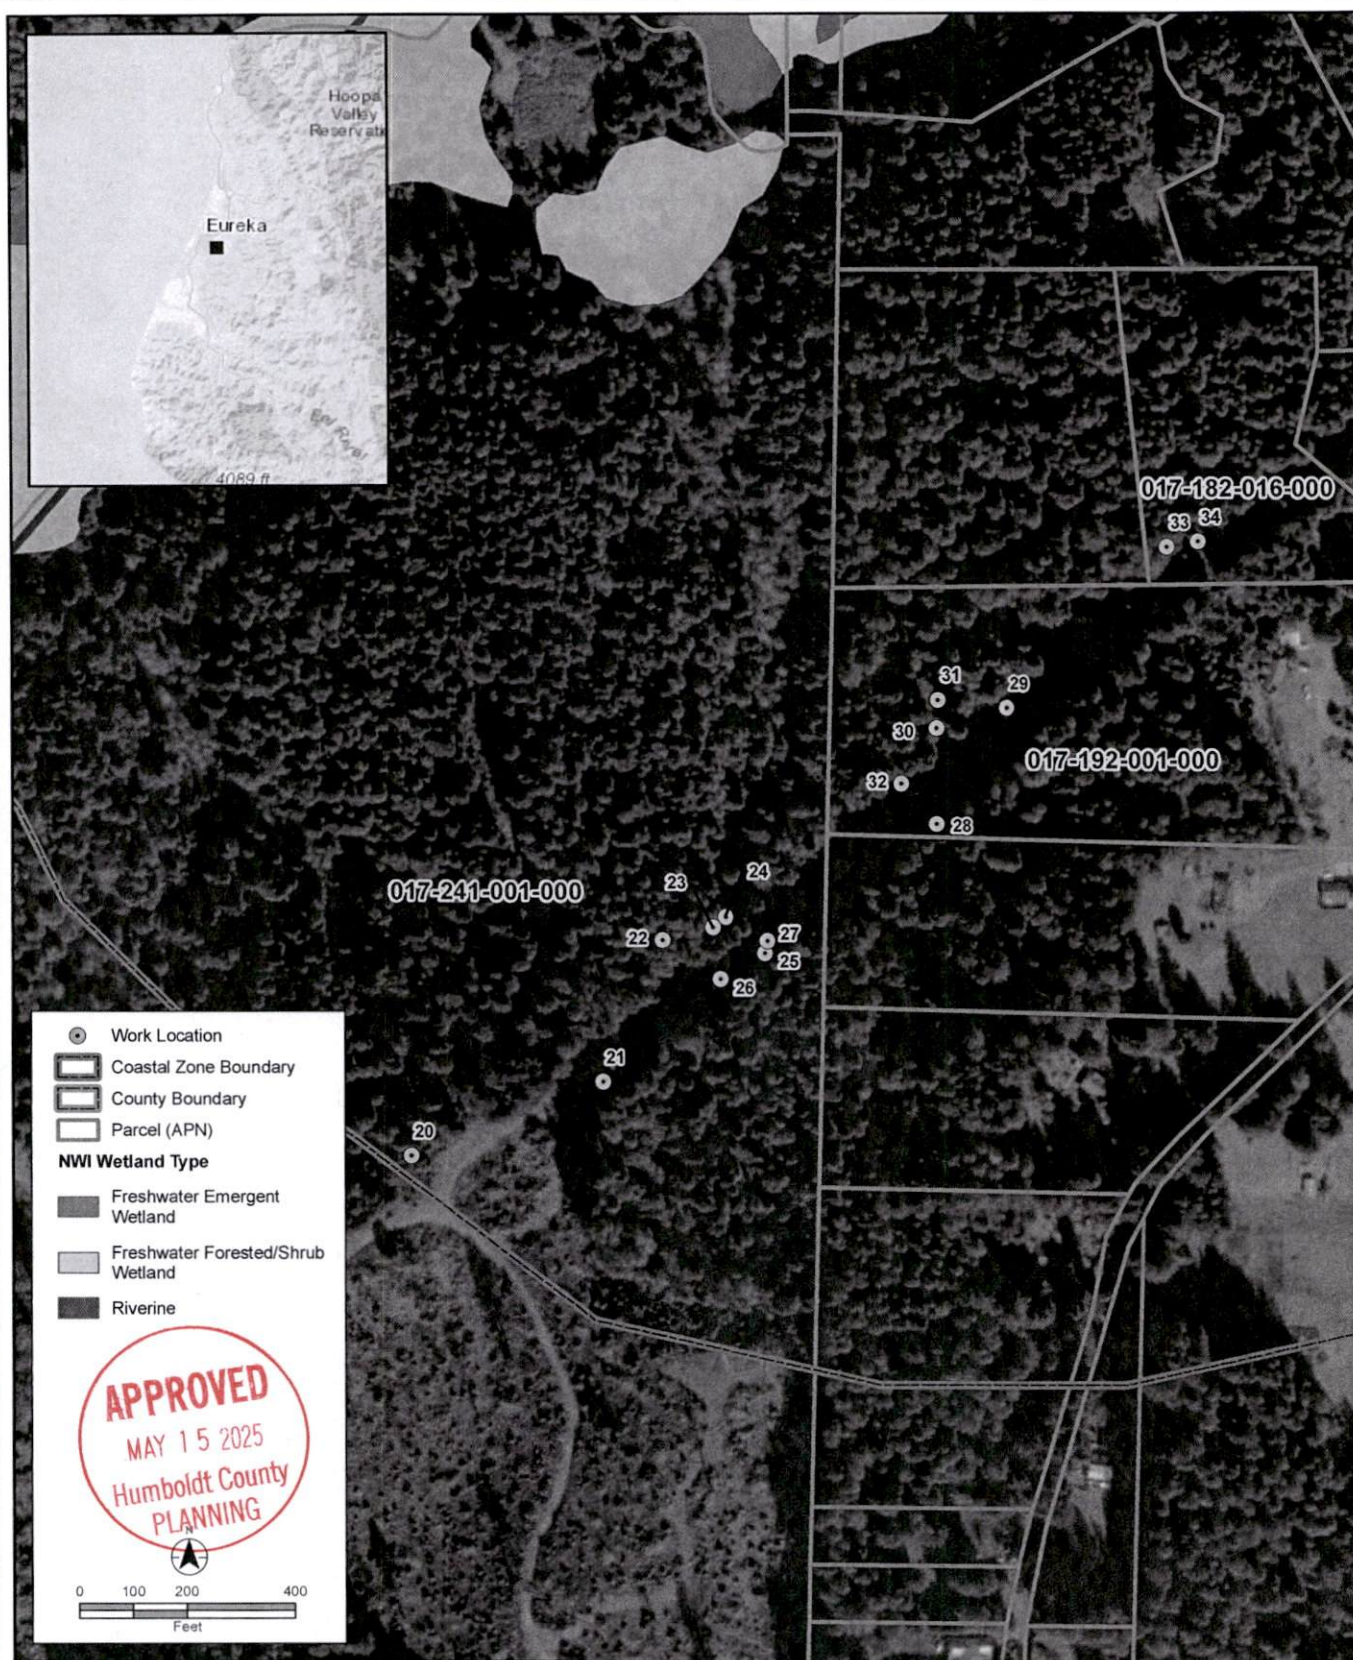 Hoopa
Valley
Reservati
Eureka
Eel River
4089 ft
017-182-016-000
33
34
31
29
30
017-192-001-000
32
28
24
23
017-241-001-000
22
27
25
26
21
20
Work Location
Coastal Zone Boundary
County Boundary
Parcel (APN)
NWI Wetland Type
Freshwater Emergent
Wetland
Freshwater Forested/Shrub
Wetland
Riverine
APPROVED
MAY 15 2025
Humboldt County
PLANNING
N
0 100 200 400
Feet